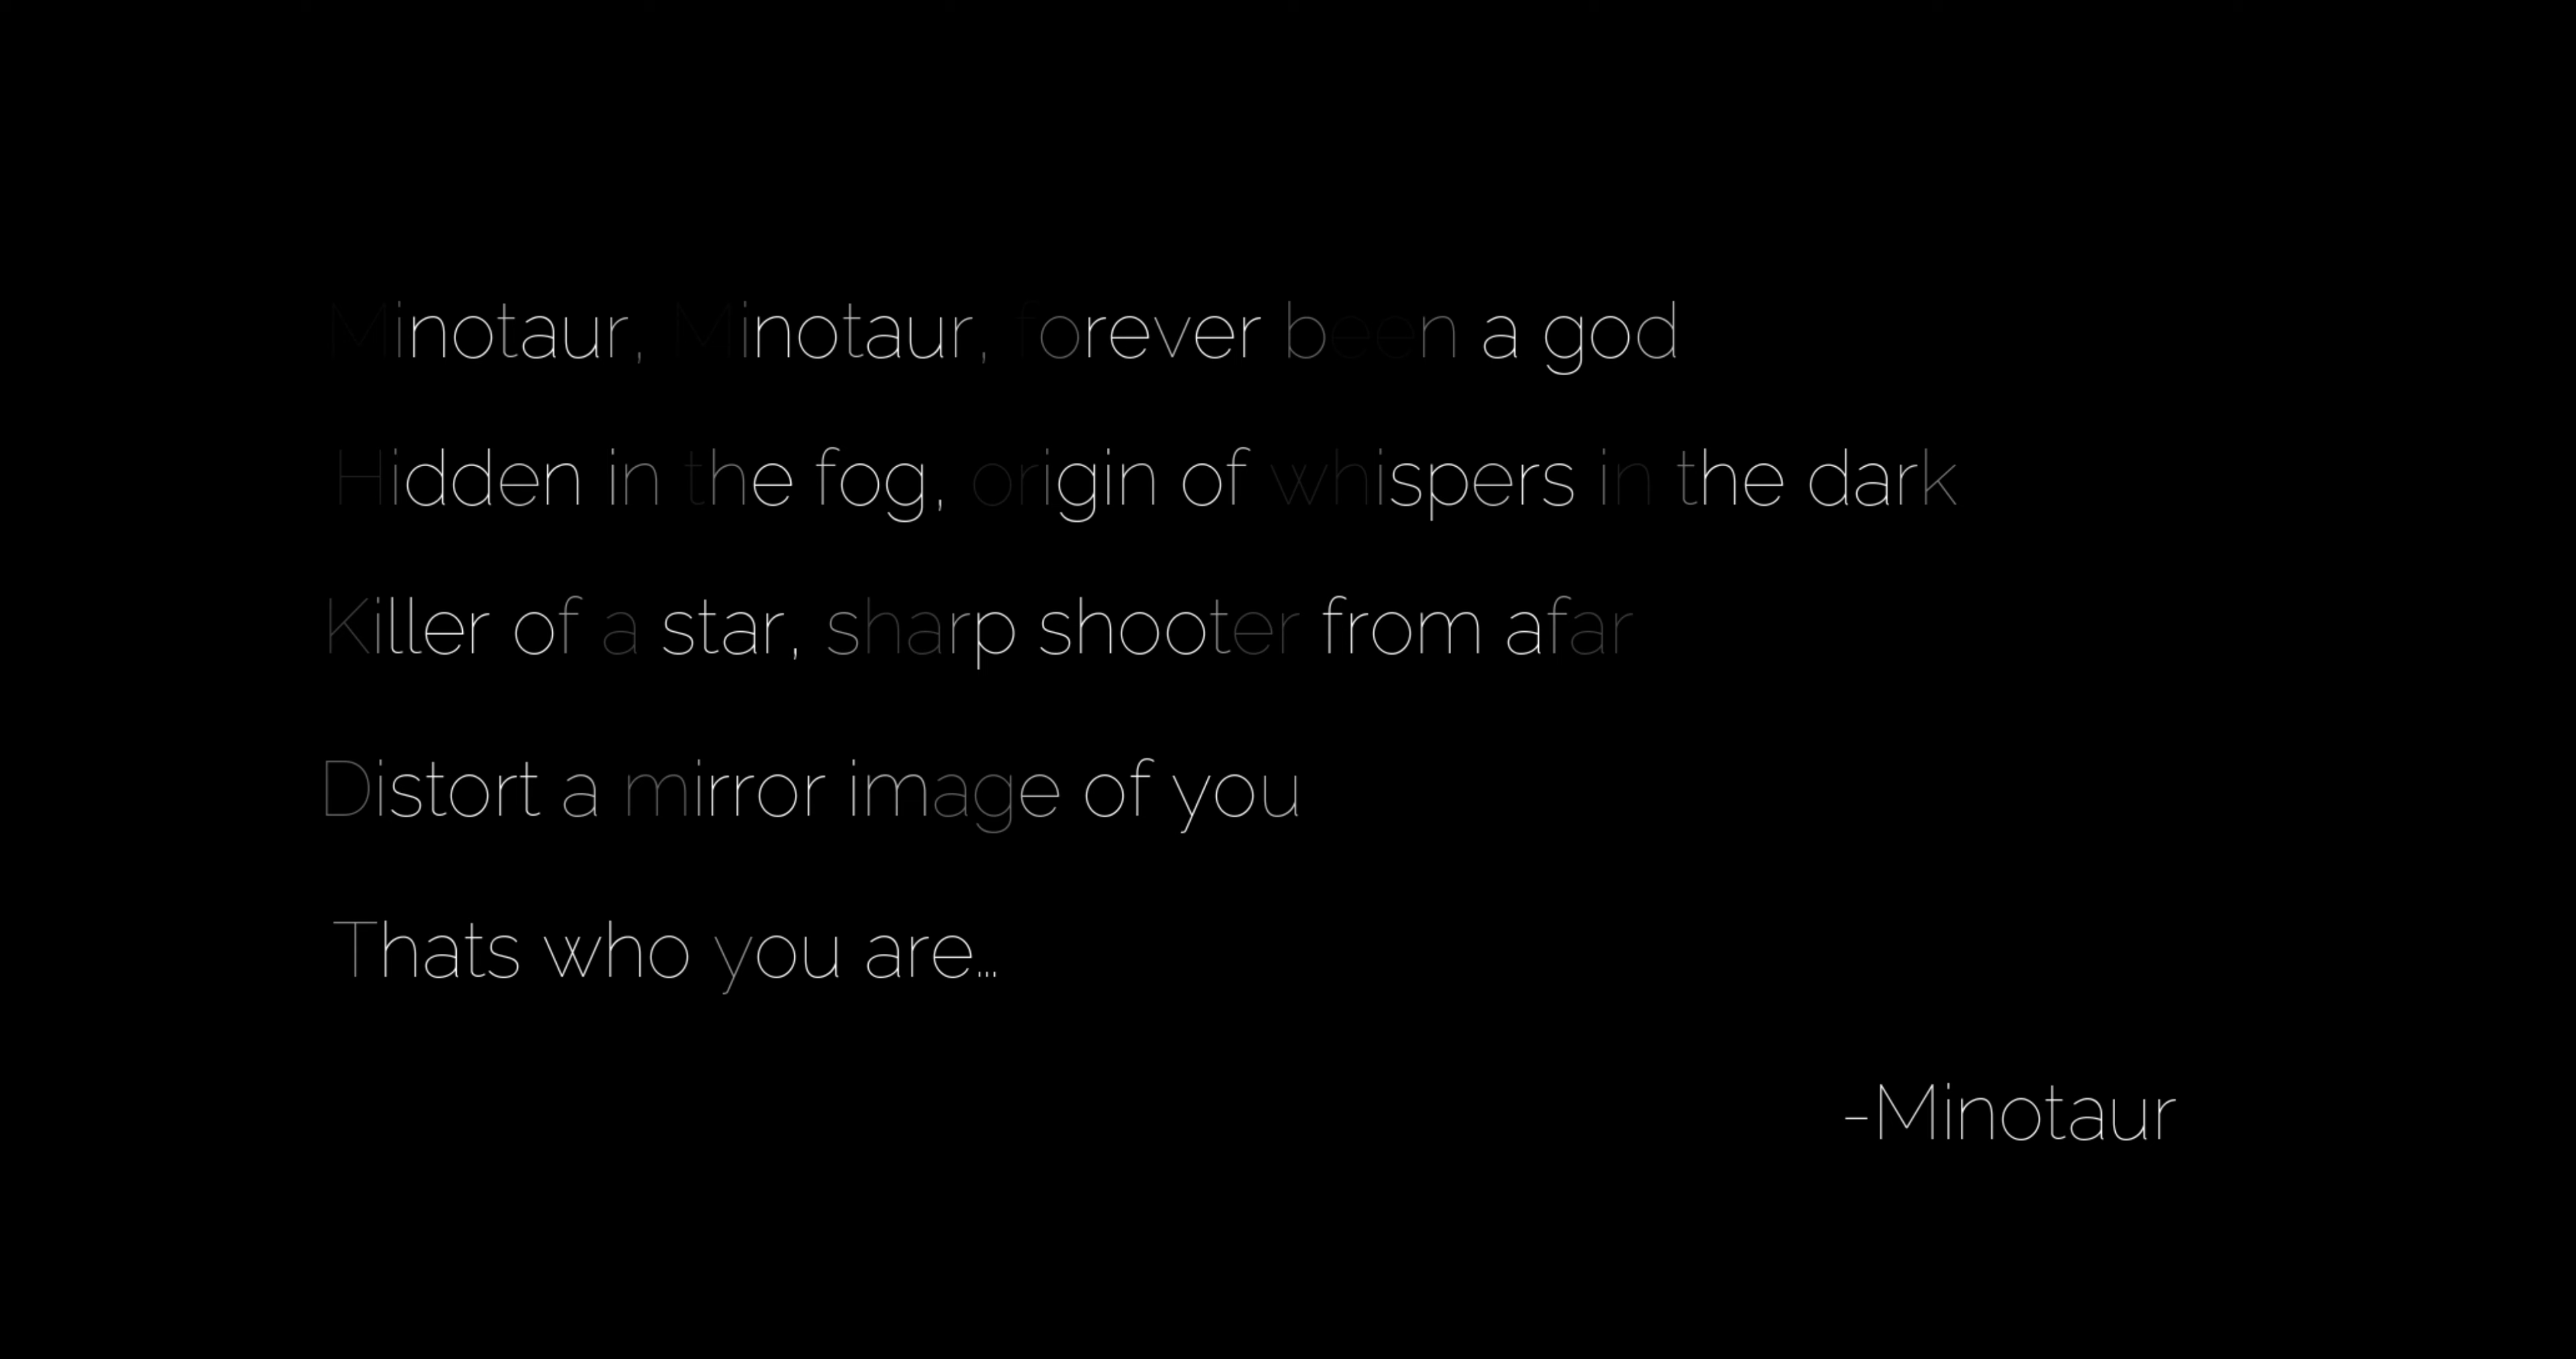 Minotaur, Minotaur, forever been a god
Hidden in the fog, origin of whispers in the dark
Killer of a star, sharp shooter from afar
Distort a mirror image of you
Thats who you are...
-Minotaur